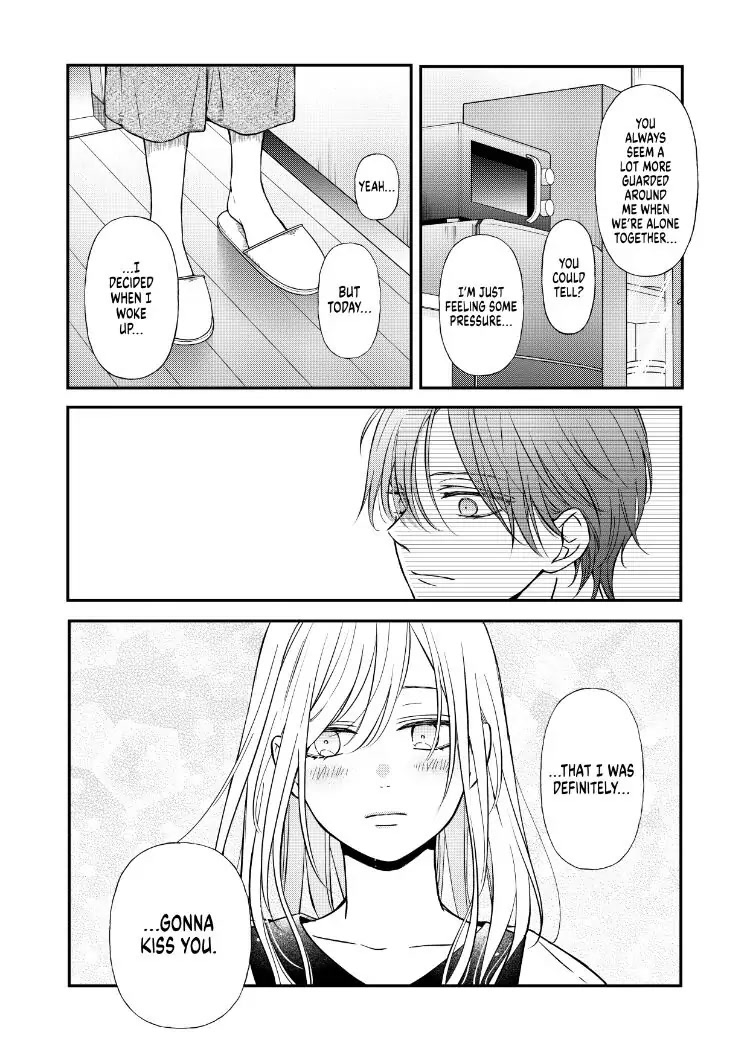 YOU
ALWAYS
SEEM A
LOT MORE
GUARDED
AROUND
ME WHEN
WE'RE ALONE
TOGETHER...
YOU
COULD
TELL?
I'M JUST
FEELING SOME
PRESSURE...
YEAH...
BUT
TODAY...
...I
DECIDED
WHEN I
WOKE
UP...
...THAT I WAS
DEFINITELY...
...GONNA
KISS YOU.